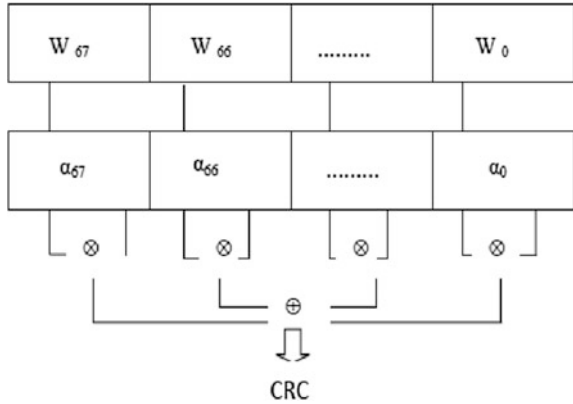 W 67 W 66 ......... W 0
α67 α66 ......... α0
⊗ ⊗ ⊗ ⊗
⊕
CRC